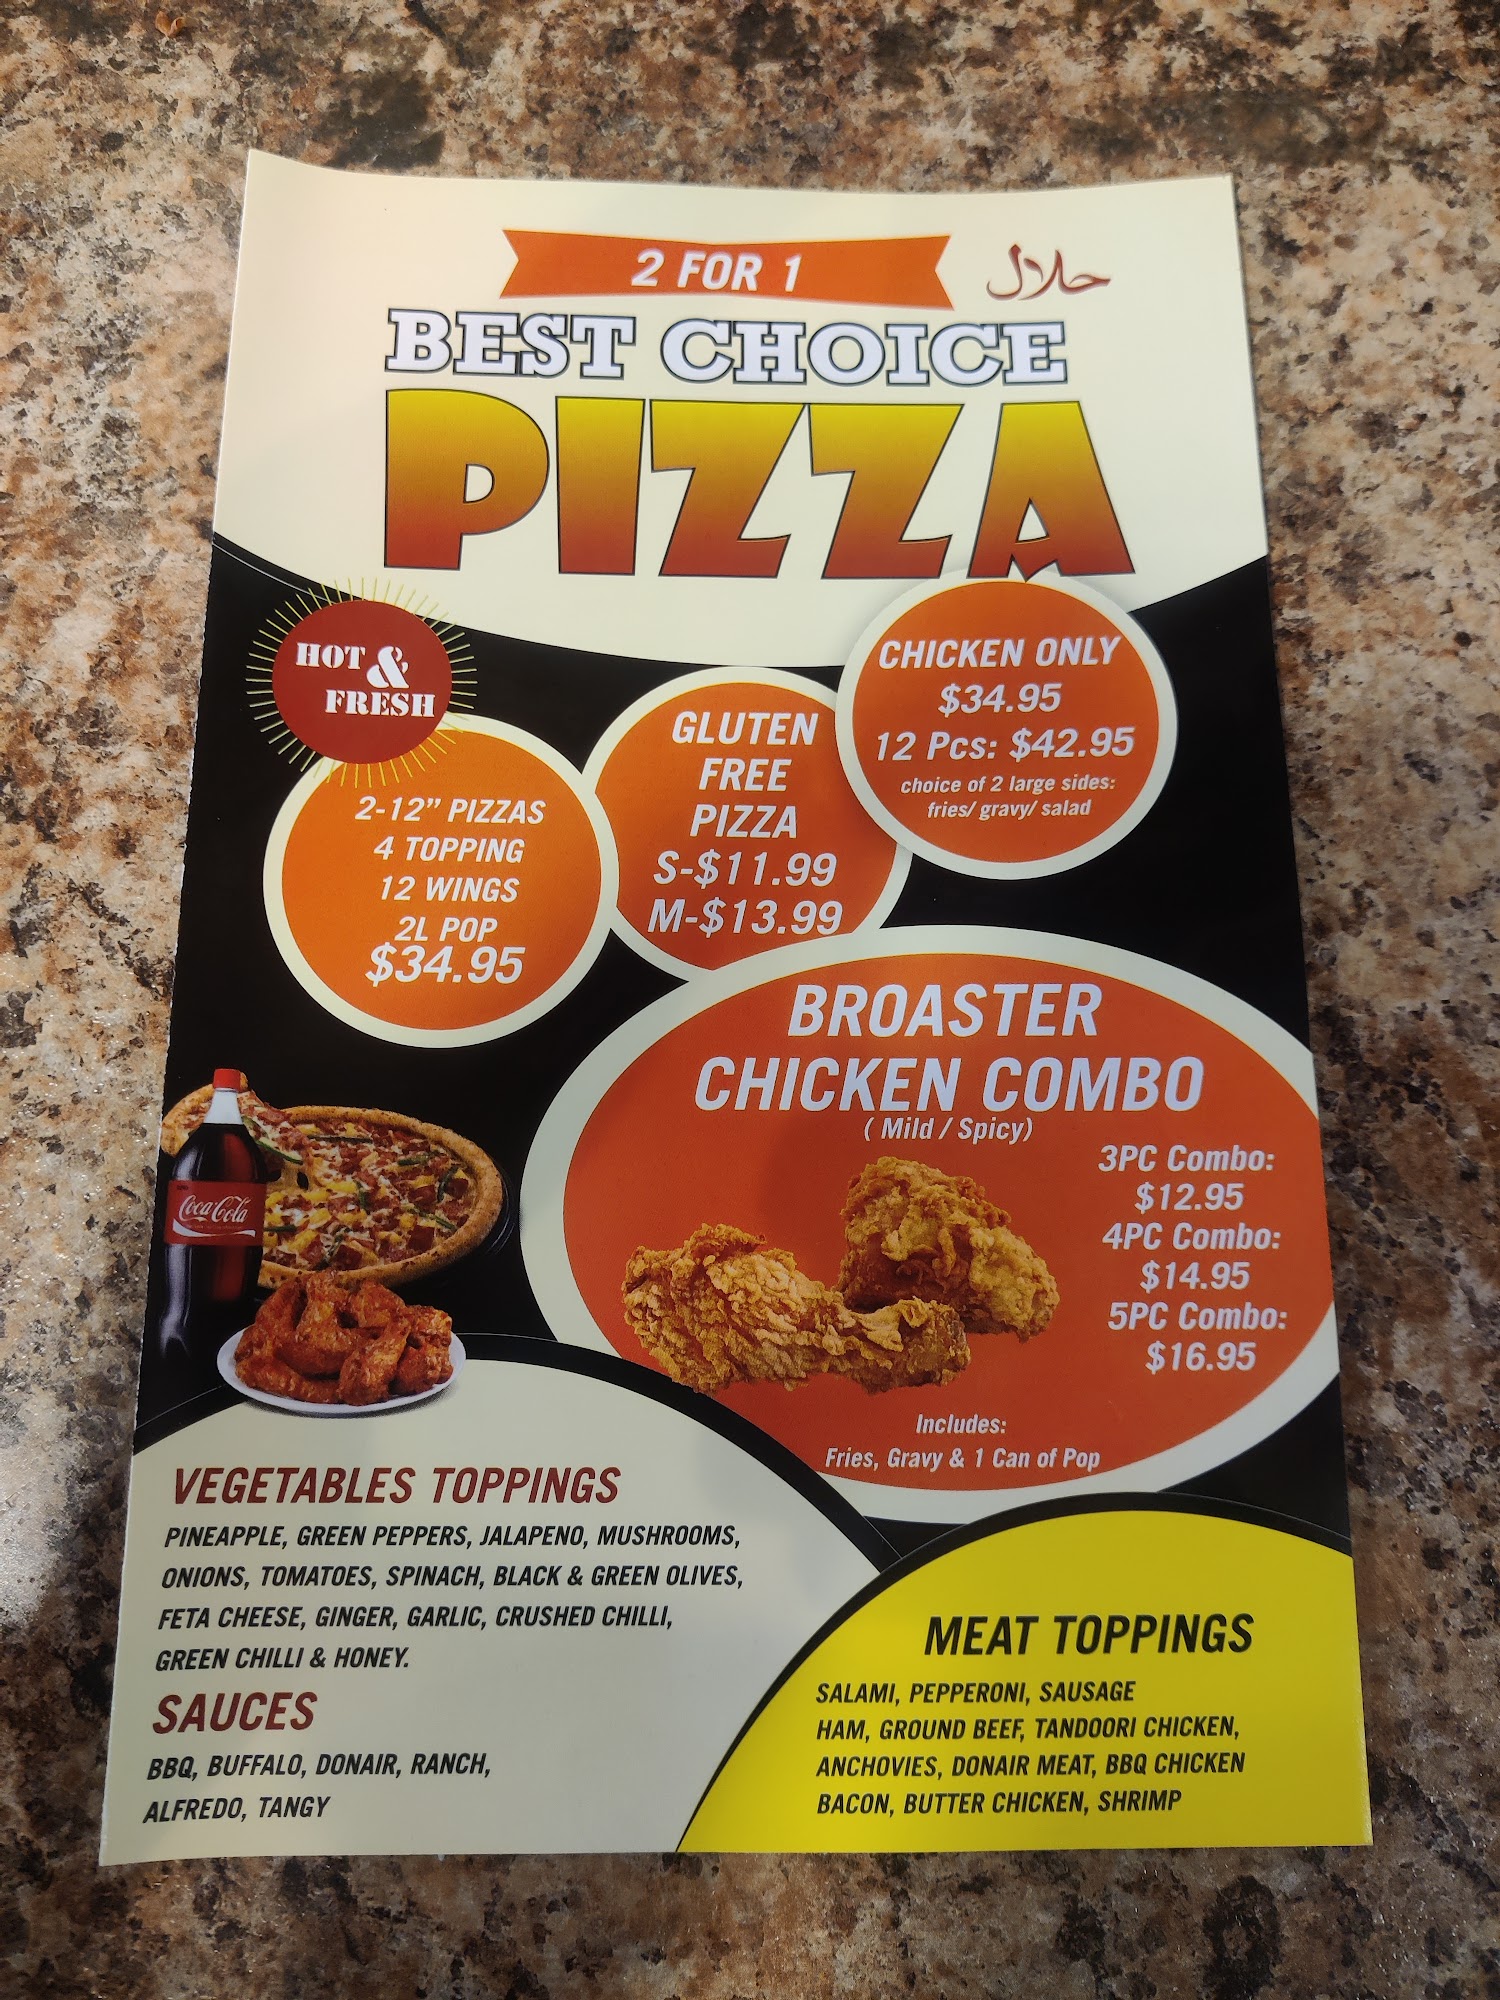 2 FOR 1
حلال
BEST CHOICE
PIZZA
HOT &
FRESH
CHICKEN ONLY
$34.95
12 Pcs: $42.95
choice of 2 large sides:
fries/ gravy/ salad
GLUTEN
FREE
PIZZA
S-$11.99
M-$13.99
2-12” PIZZAS
4 TOPPING
12 WINGS
2L POP
$34.95
BROASTER
CHICKEN COMBO
( Mild / Spicy)
3PC Combo:
$12.95
4PC Combo:
$14.95
5PC Combo:
$16.95
Includes:
Fries, Gravy & 1 Can of Pop
Coca-Cola
VEGETABLES TOPPINGS
PINEAPPLE, GREEN PEPPERS, JALAPENO, MUSHROOMS,
ONIONS, TOMATOES, SPINACH, BLACK & GREEN OLIVES,
FETA CHEESE, GINGER, GARLIC, CRUSHED CHILLI,
GREEN CHILLI & HONEY.
SAUCES
BBQ, BUFFALO, DONAIR, RANCH,
ALFREDO, TANGY
MEAT TOPPINGS
SALAMI, PEPPERONI, SAUSAGE
HAM, GROUND BEEF, TANDOORI CHICKEN,
ANCHOVIES, DONAIR MEAT, BBQ CHICKEN
BACON, BUTTER CHICKEN, SHRIMP